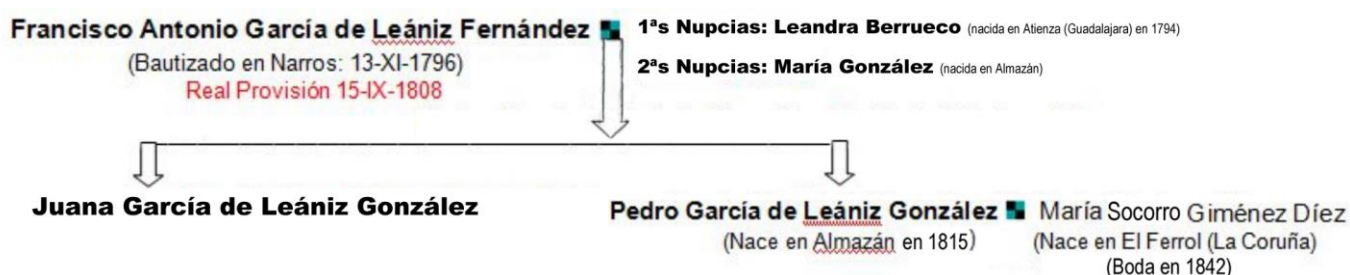 Francisco Antonio García de Leániz Fernández 1ªs Nupcias: Leandra Berrueco (nacida en Atienza (Guadalajara) en 1794)
(Bautizado en Narros: 13-XI-1796) 2ªs Nupcias: María González (nacida en Almazán)
Real Provisión 15-IX-1808
Juana García de Leániz González
Pedro García de Leániz González María Socorro Giménez Díez
(Nace en Almazán en 1815) (Nace en El Ferrol (La Coruña)
(Boda en 1842)